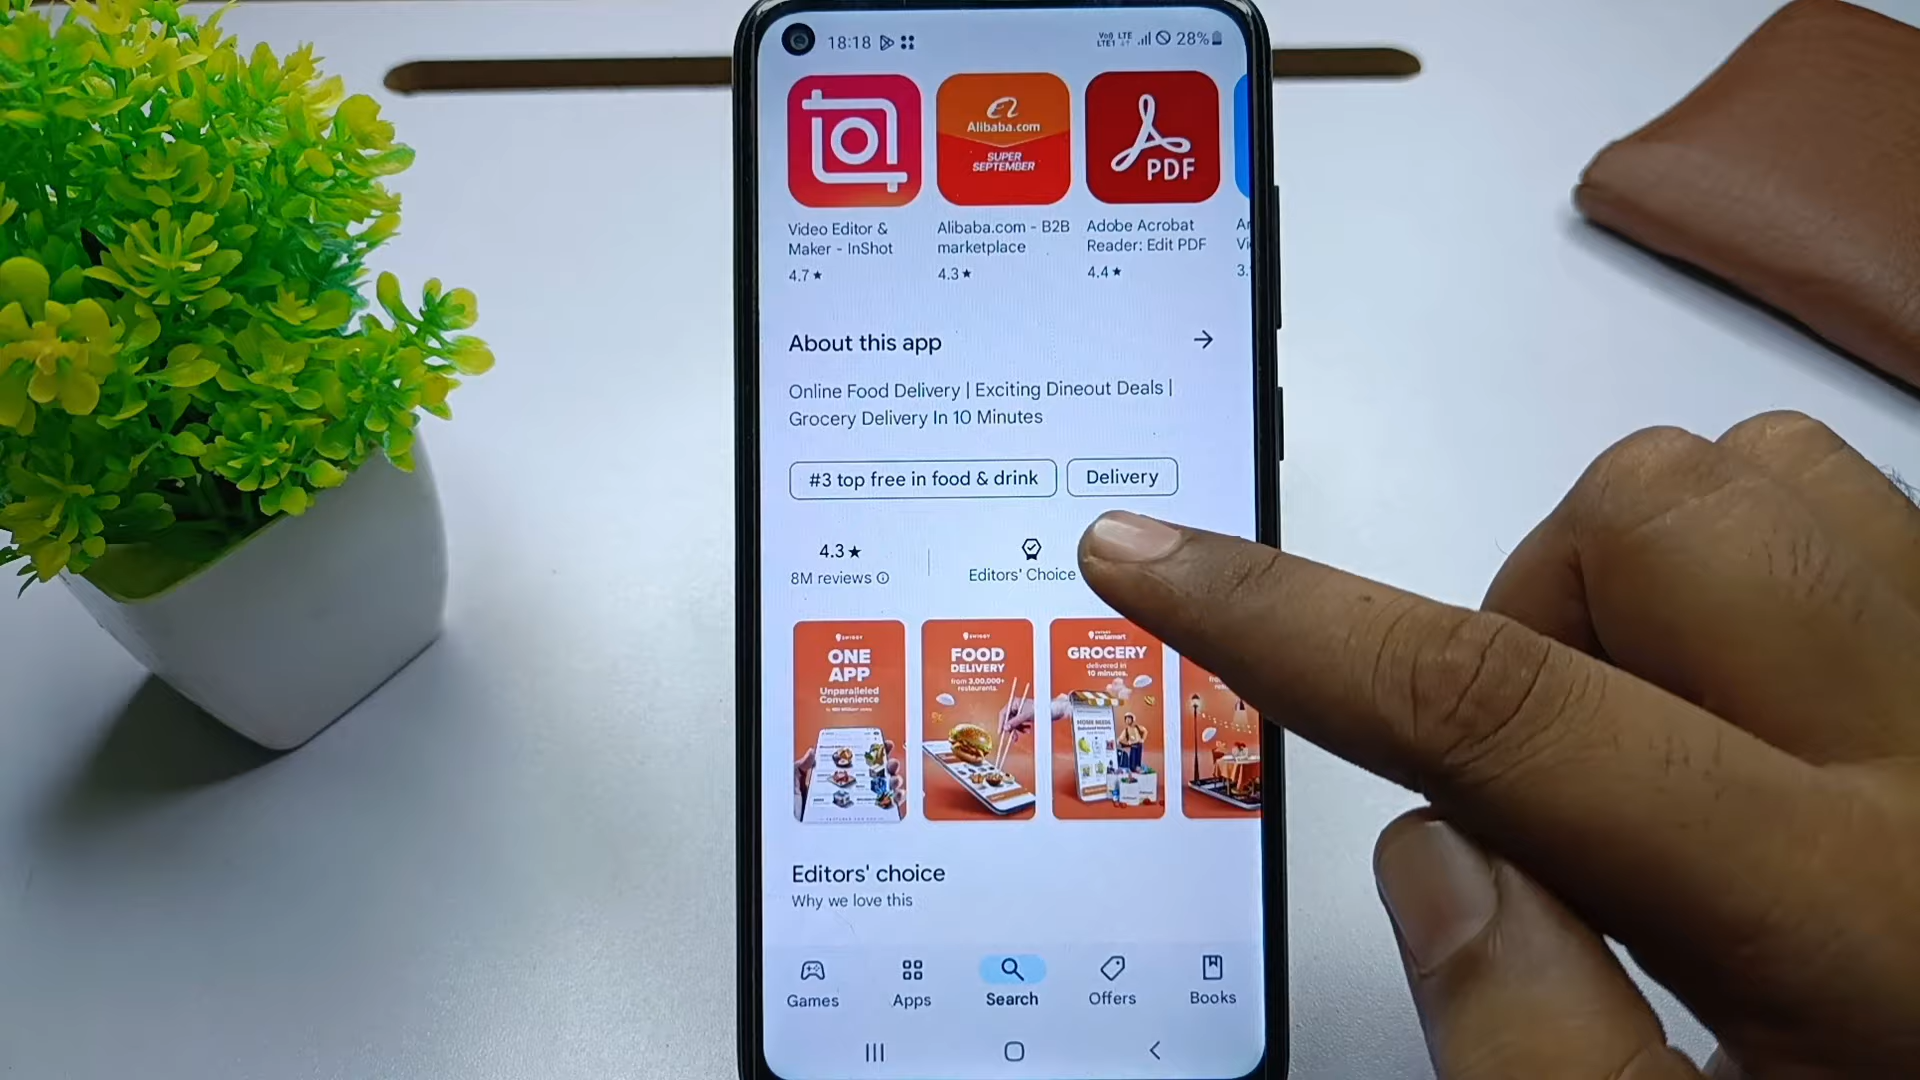 18:18
Vo) LTE
LTE1
28%
Alibaba.com
SUPER
SEPTEMBER
PDF
Video Editor &
Maker - InShot
4.7★
Alibaba.com - B2B
marketplace
4.3★
Adobe Acrobat
Reader: Edit PDF
4.4★
3.
About this app
Online Food Delivery | Exciting Dineout Deals |
Grocery Delivery In 10 Minutes
#3 top free in food & drink
Delivery
4.3★
8M reviews
Editors' Choice
SWIGGY
ONE
APP
Unparalleled
Convenience
SWIGGY
FOOD
DELIVERY
from 3,00,000+
restaurants.
instamart
GROCERY
delivered in
10 minutes.
Editors' choice
Why we love this
Games
Apps
Search
Offers
Books